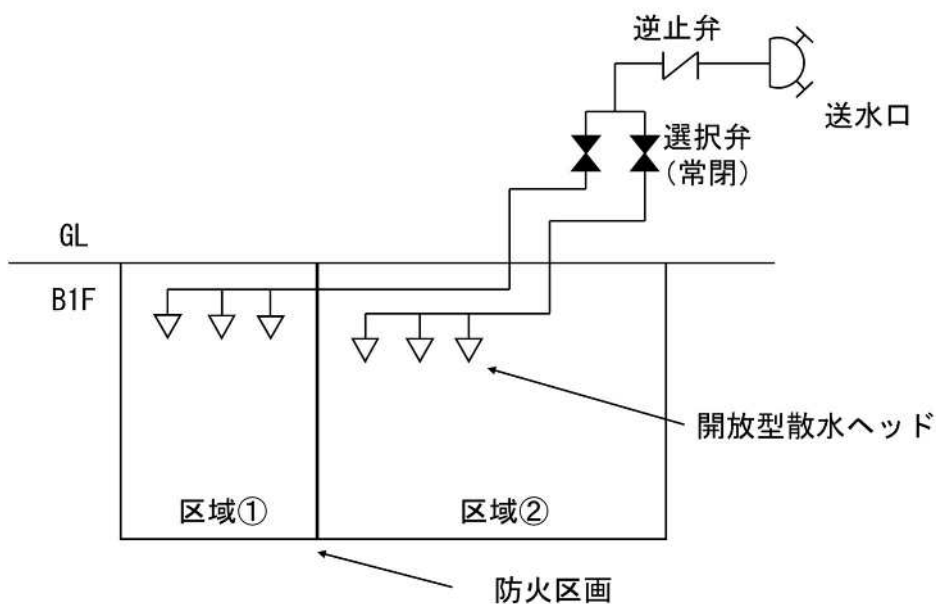 逆止弁
送水口
選択弁
(常閉)
GL
B1F
開放型散水ヘッド
区域①
区域②
防火区画